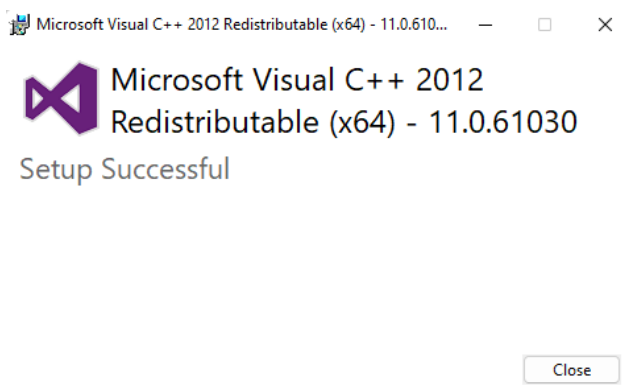 Microsoft Visual C++ 2012 Redistributable (x64) - 11.0.610...
Microsoft Visual C++ 2012
Redistributable (x64) - 11.0.61030
Setup Successful
Close